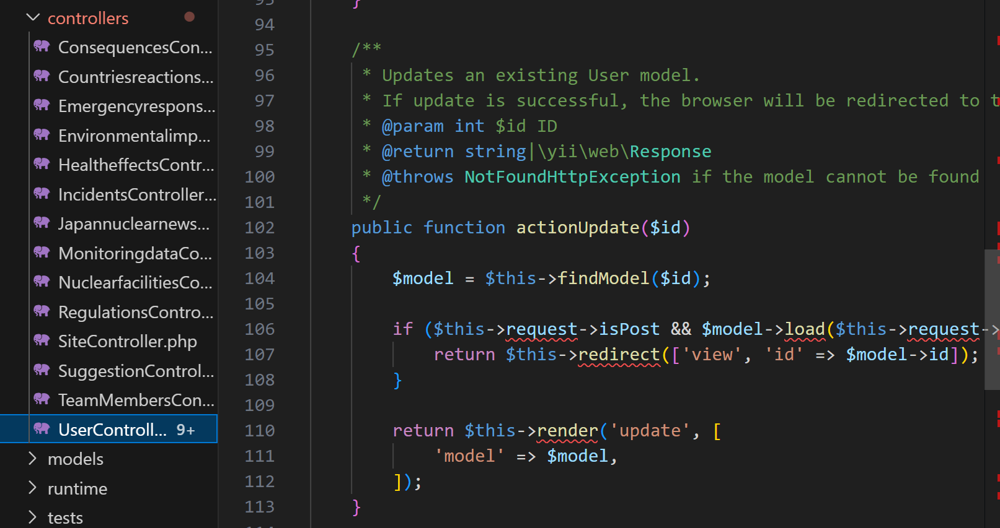 controllers
ConsequencesCon...
Countriesreactions...
Emergencyrespons...
Environmentalimp...
HealtheffectsContr...
IncidentsController...
Japannuclearnews...
MonitoringdataCo...
NuclearfacilitiesCo...
RegulationsContro...
SiteController.php
SuggestionControl...
TeamMembersCon...
UserControll... 9+
models
runtime
tests
93 }
94
95 /**
96 * Updates an existing User model.
97 * If update is successful, the browser will be redirected to t
98 * @param int $id ID
99 * @return string|\yii\web\Response
100 * @throws NotFoundHttpException if the model cannot be found
101 */
102 public function actionUpdate($id)
103 {
104 $model = $this->findModel($id);
105
106 if ($this->request->isPost && $model->load($this->request->
107 return $this->redirect(['view', 'id' => $model->id]);
108 }
109
110 return $this->render('update', [
111 'model' => $model,
112 ]);
113 }